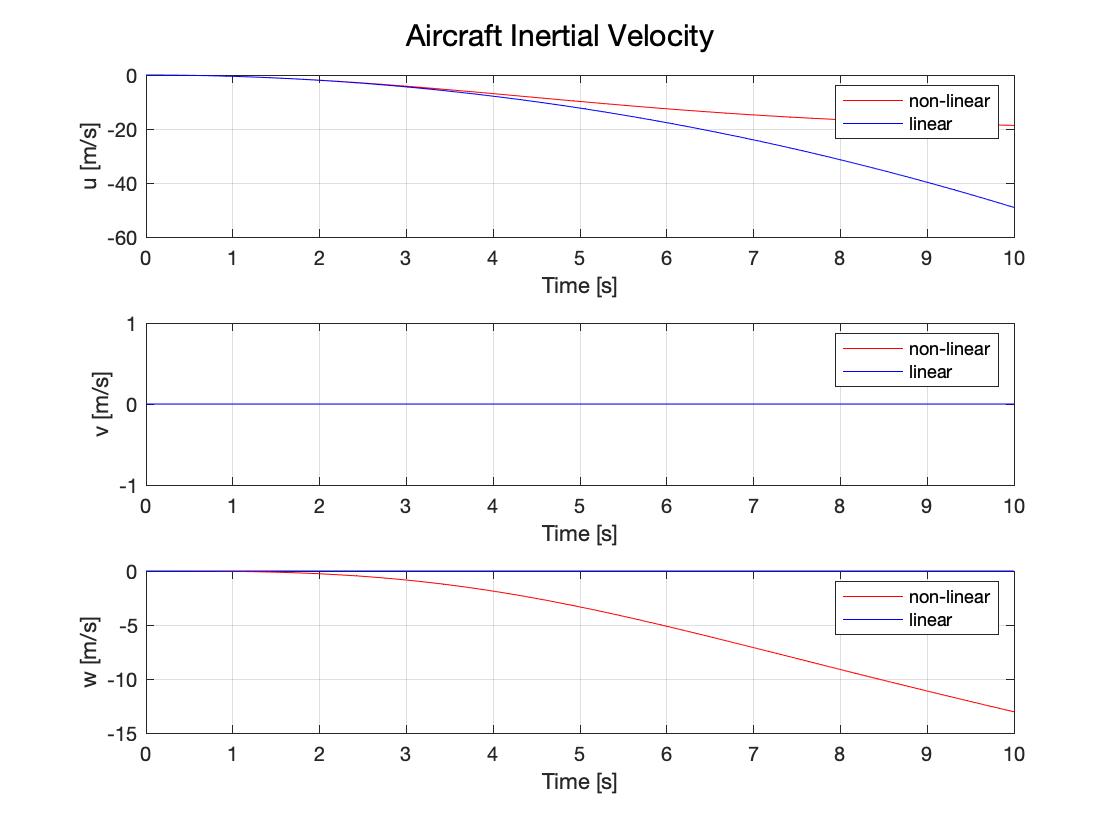 Aircraft Inertial Velocity
0
-20
-40
-60
u [m/s]
non-linear
linear
0 1 2 3 4 5 6 7 8 9 10
Time [s]
1
0
-1
v [m/s]
non-linear
linear
0 1 2 3 4 5 6 7 8 9 10
Time [s]
0
-5
-10
-15
w [m/s]
non-linear
linear
0 1 2 3 4 5 6 7 8 9 10
Time [s]